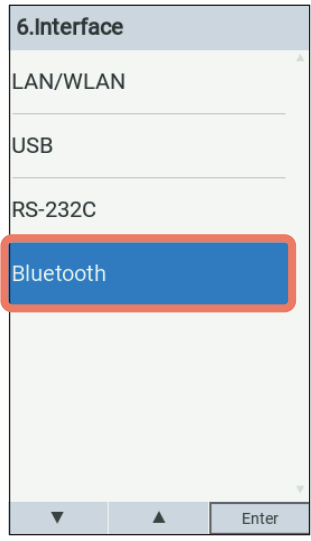 6.Interface
LAN/WLAN
USB
RS-232C
Bluetooth
Enter